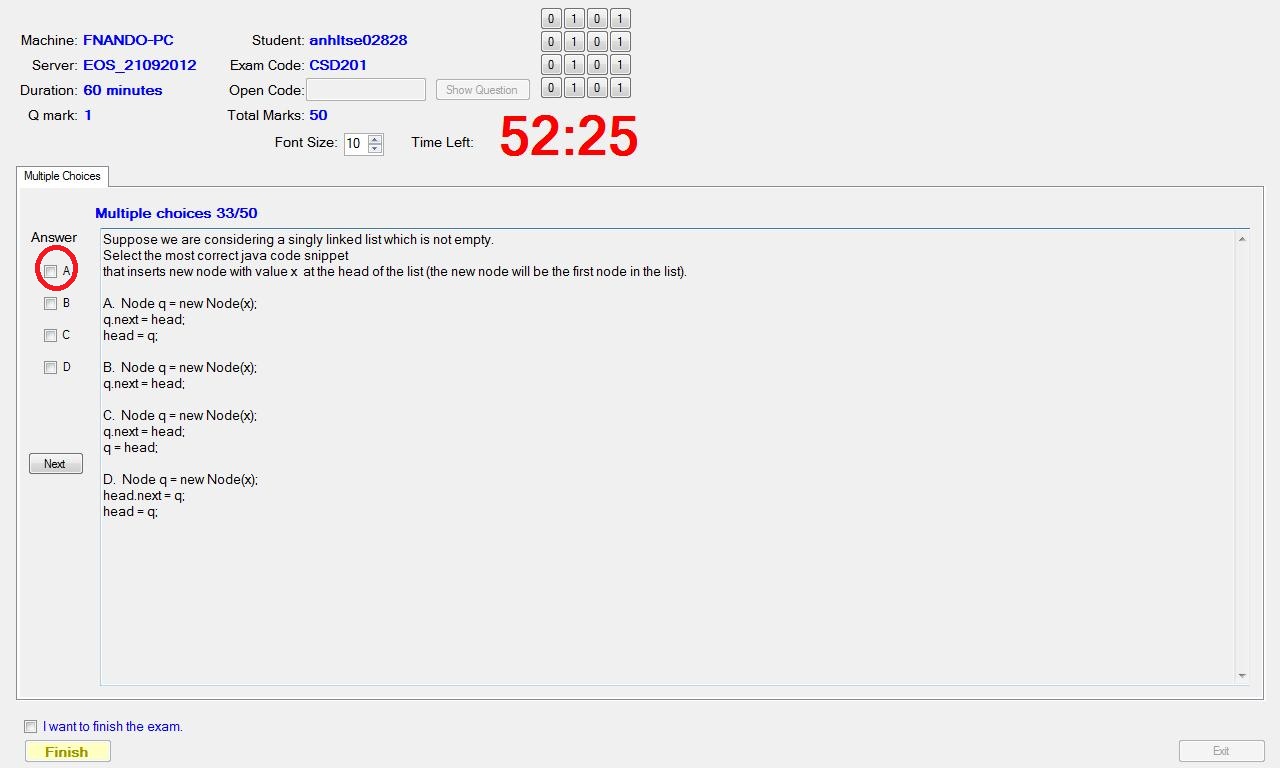 Machine: FNANDO-PC Student: anhltse02828
Server: EOS_21092012 Exam Code: CSD201
Duration: 60 minutes Open Code: Show Question
Q mark: 1 Total Marks: 50
0 1 0 1
0 1 0 1
0 1 0 1
0 1 0 1
Font Size: 10 Time Left: 52:25
Multiple Choices
Multiple choices 33/50
Answer
A
B
C
D
Next
Suppose we are considering a singly linked list which is not empty.
Select the most correct java code snippet
that inserts new node with value x  at the head of the list (the new node will be the first node in the list).
A.  Node q = new Node(x);
q.next = head;
head = q;
B.  Node q = new Node(x);
q.next = head;
C.  Node q = new Node(x);
q.next = head;
q = head;
D.  Node q = new Node(x);
head.next = q;
head = q;
I want to finish the exam.
Finish Exit